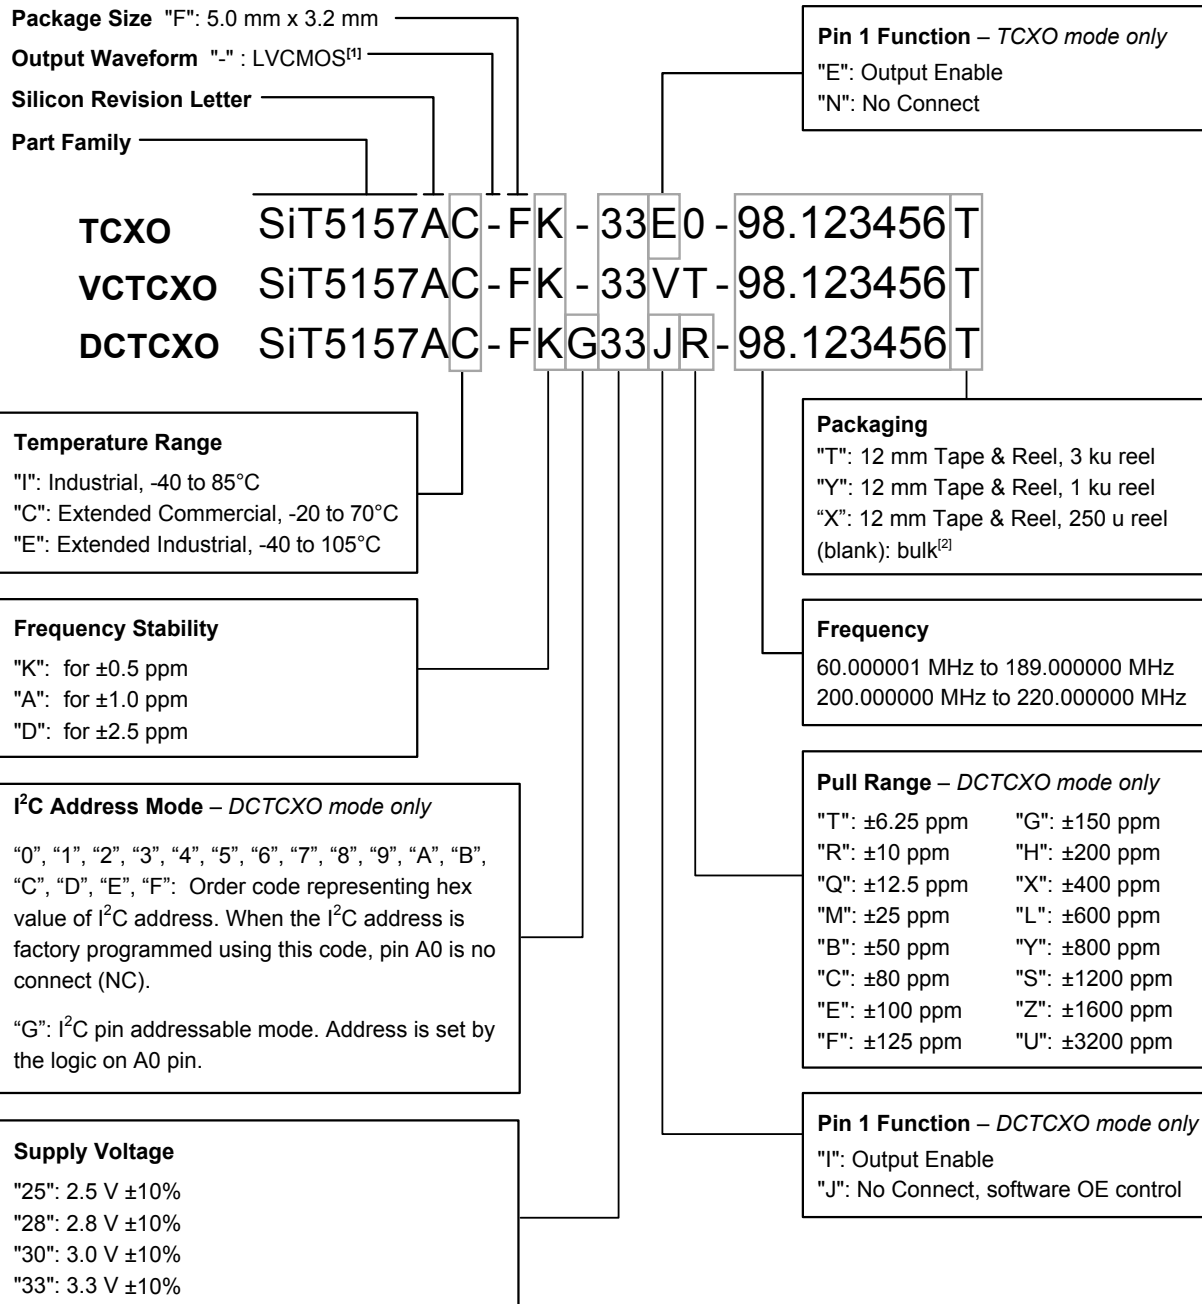 Package Size "F": 5.0 mm x 3.2 mm
Output Waveform "-" : LVCMOS[1]
Silicon Revision Letter
Part Family
Pin 1 Function – TCXO mode only
"E": Output Enable
"N": No Connect
TCXO SiT5157AC-FK-33E0-98.123456T
VCTCXO SiT5157AC-FK-33VT-98.123456T
DCTCXO SiT5157AC-FKG33JR-98.123456T
Temperature Range
"I": Industrial, -40 to 85°C
"C": Extended Commercial, -20 to 70°C
"E": Extended Industrial, -40 to 105°C
Frequency Stability
"K": for ±0.5 ppm
"A": for ±1.0 ppm
"D": for ±2.5 ppm
I2C Address Mode – DCTCXO mode only
“0”, “1”, “2”, “3”, “4”, “5”, “6”, “7”, “8”, “9”, “A”, “B”,
“C”, “D”, “E”, “F”: Order code representing hex
value of I2C address. When the I2C address is
factory programmed using this code, pin A0 is no
connect (NC).
“G”: I2C pin addressable mode. Address is set by
the logic on A0 pin.
Supply Voltage
"25": 2.5 V ±10%
"28": 2.8 V ±10%
"30": 3.0 V ±10%
"33": 3.3 V ±10%
Packaging
"T": 12 mm Tape & Reel, 3 ku reel
"Y": 12 mm Tape & Reel, 1 ku reel
“X”: 12 mm Tape & Reel, 250 u reel
(blank): bulk[2]
Frequency
60.000001 MHz to 189.000000 MHz
200.000000 MHz to 220.000000 MHz
Pull Range – DCTCXO mode only
"T": ±6.25 ppm "G": ±150 ppm
"R": ±10 ppm "H": ±200 ppm
"Q": ±12.5 ppm "X": ±400 ppm
"M": ±25 ppm "L": ±600 ppm
"B": ±50 ppm "Y": ±800 ppm
"C": ±80 ppm "S": ±1200 ppm
"E": ±100 ppm "Z": ±1600 ppm
"F": ±125 ppm "U": ±3200 ppm
Pin 1 Function – DCTCXO mode only
"I": Output Enable
"J": No Connect, software OE control